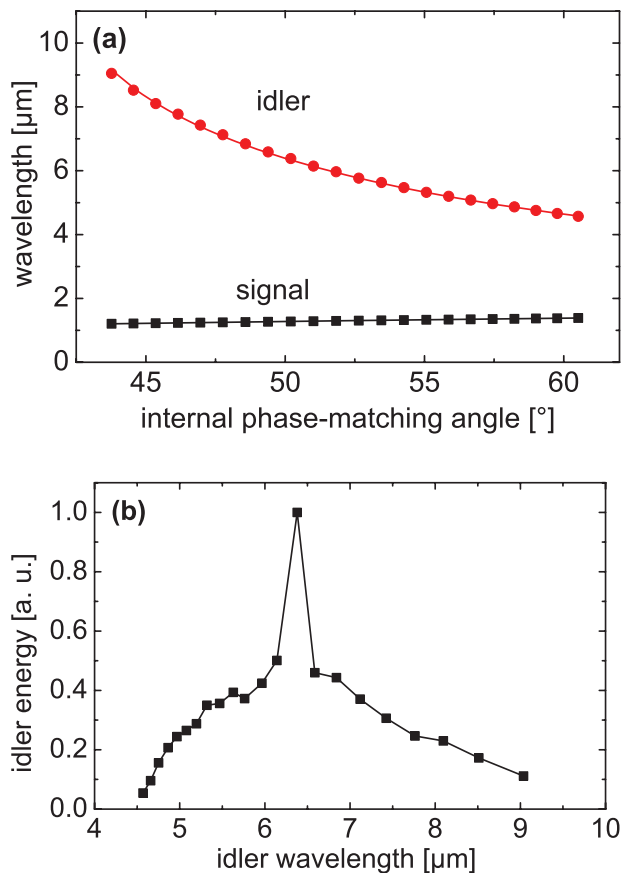 (a)
10
8
6
4
2
0
wavelength [µm]
idler
signal
45
50
55
60
internal phase-matching angle [°]
(b)
1.0
0.8
0.6
0.4
0.2
0.0
idler energy [a. u.]
4
5
6
7
8
9
10
idler wavelength [µm]